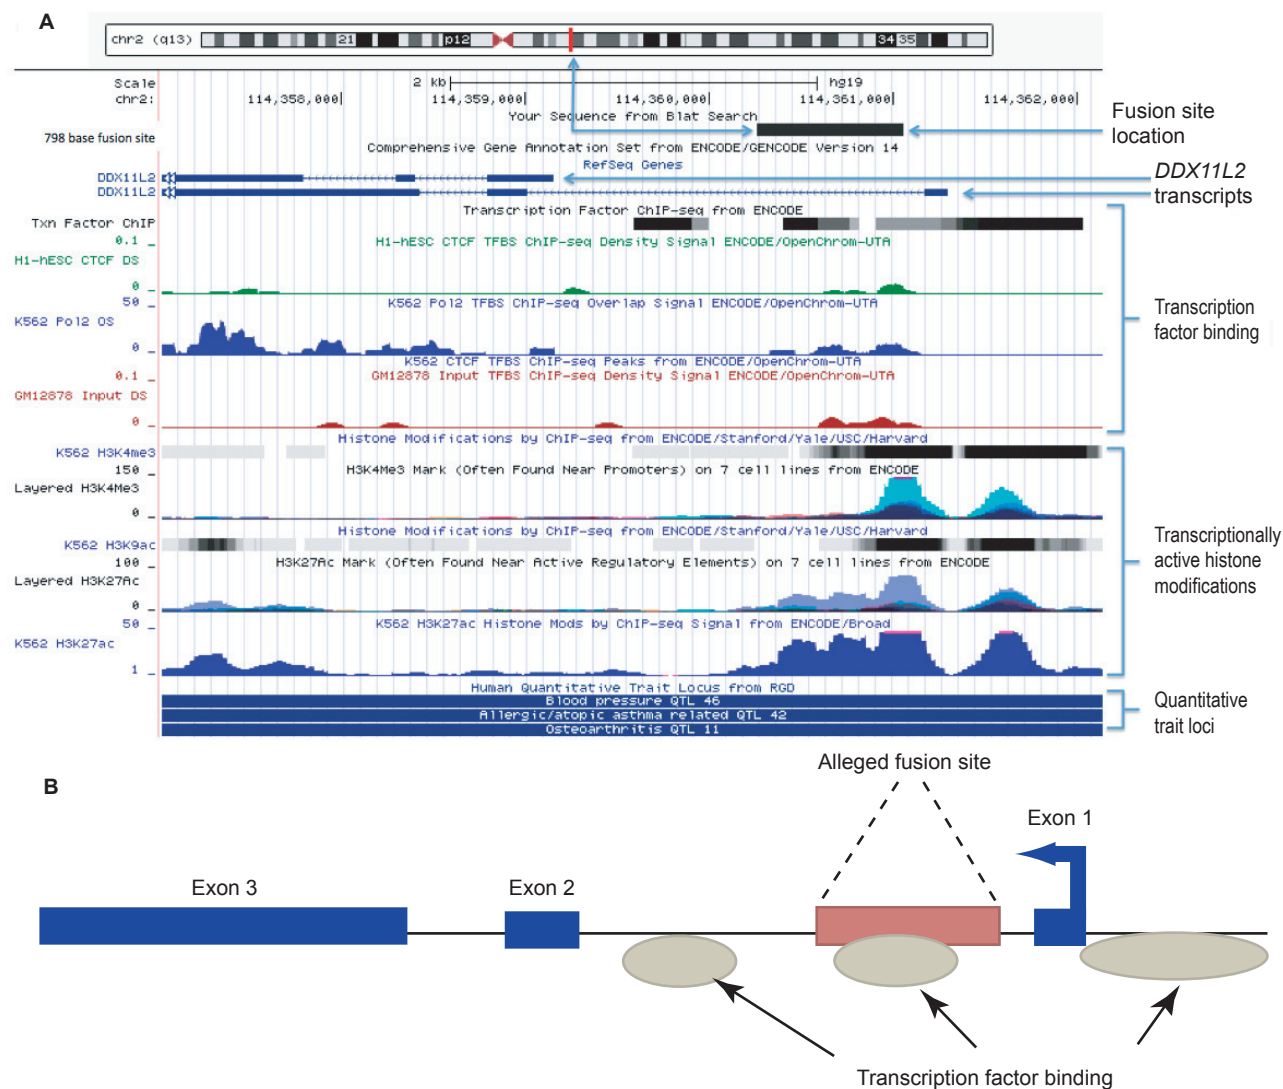 A
chr2 (q13) 21 p12 34 35
Scale 2 kb hg19
chr2: 114,358,000 114,359,000 114,360,000 114,361,000 114,362,000
Your Sequence from Blat Search
Fusion site
location
798 base fusion site
Comprehensive Gene Annotation Set from ENCODE/GENCODE Version 14
RefSeq Genes
DDX11L2
DDX11L2
DDX11L2
transcripts
Transcription Factor ChIP-seq from ENCODE
Txn Factor ChIP
0.1
H1-hESC CTCF TFBS ChIP-seq Density Signal ENCODE/OpenChrom-UTA
H1-hESC CTCF DS
0
50
K562 Pol2 TFBS ChIP-seq Overlap Signal ENCODE/OpenChrom-UTA
K562 Pol2 OS
0
Transcription
factor binding
K562 CTCF TFBS ChIP-seq Peaks from ENCODE/OpenChrom-UTA
0.1
GM12878 Input TFBS ChIP-seq Density Signal ENCODE/OpenChrom-UTA
GM12878 Input DS
0
Histone Modifications by ChIP-seq from ENCODE/Stanford/Yale/USC/Harvard
K562 H3K4me3
150
H3K4Me3 Mark (Often Found Near Promoters) on 7 cell lines from ENCODE
Layered H3K4Me3
0
Histone Modifications by ChIP-seq from ENCODE/Stanford/Yale/USC/Harvard
K562 H3K9ac
100
H3K27Ac Mark (Often Found Near Active Regulatory Elements) on 7 cell lines from ENCODE
Layered H3K27Ac
0
Transcriptionally
active histone
modifications
50
K562 H3K27ac Histone Mods by ChIP-seq Signal from ENCODE/Broad
K562 H3K27ac
1
Human Quantitative Trait Locus from RGD
Blood pressure QTL 46
Allergic/atopic asthma related QTL 42
Osteoarthritis QTL 11
Quantitative
trait loci
B
Alleged fusion site
Exon 1
Exon 3
Exon 2
Transcription factor binding